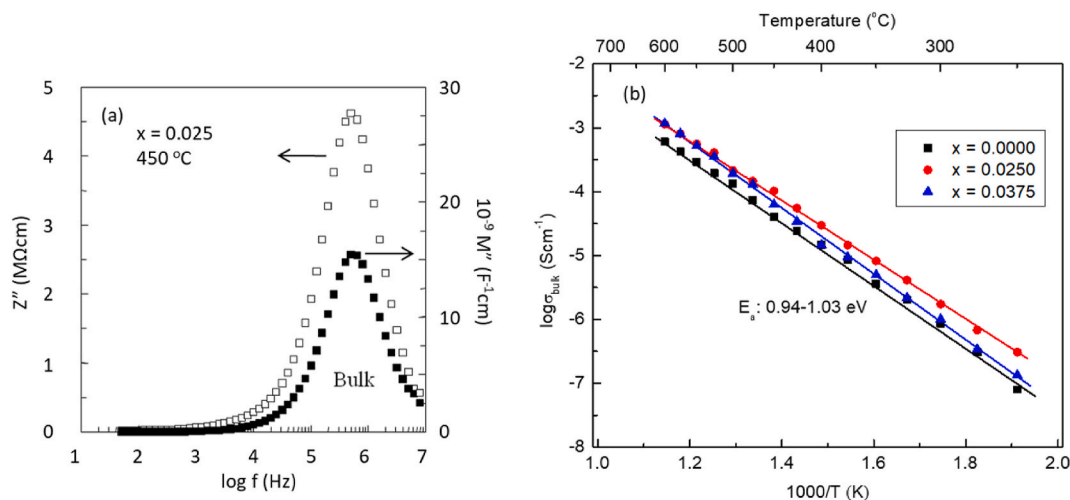 (a)
x = 0.025
450 °C
Bulk
Z″ (MΩcm)
5
4
3
2
1
0
30
20
10
0
10⁻⁹ M″ (F⁻¹cm)
1 2 3 4 5 6 7
log f (Hz)
Temperature (°C)
700 600 500 400 300
(b)
x = 0.0000
x = 0.0250
x = 0.0375
Eₐ: 0.94-1.03 eV
logσbulk (Scm⁻¹)
-2
-3
-4
-5
-6
-7
-8
1.0 1.2 1.4 1.6 1.8 2.0
1000/T (K)